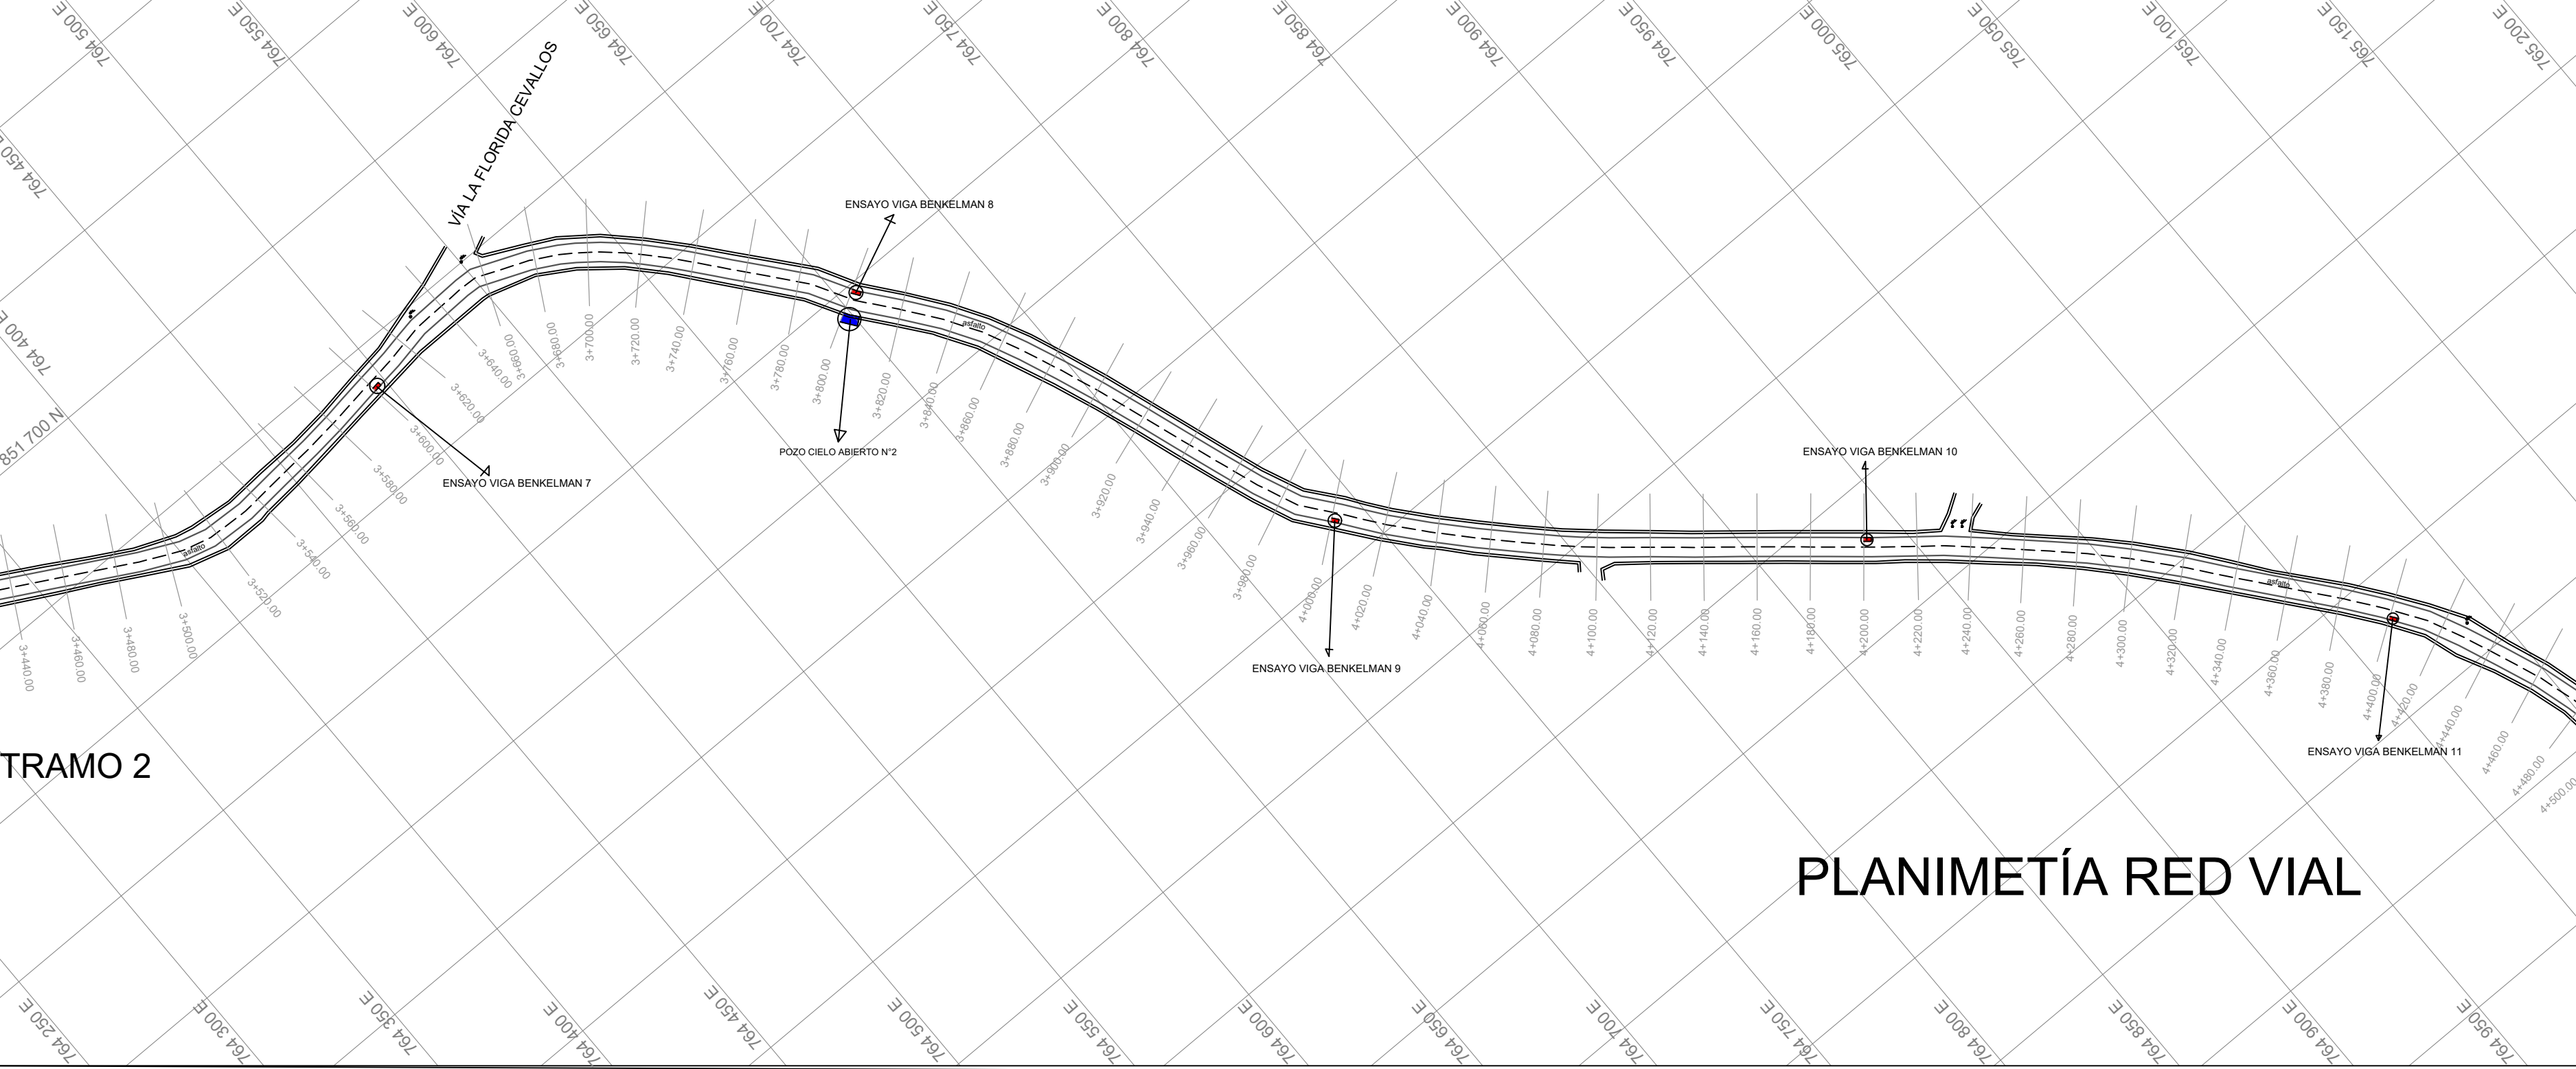 764 500 E
764 550 E
764 600 E
764 650 E
764 700 E
764 750 E
764 800 E
764 850 E
764 900 E
764 950 E
765 000 E
765 050 E
765 100 E
765 150 E
765 200 E
764 450 E
764 400 E
851 700 N
VÍA LA FLORIDA CEVALLOS
ENSAYO VIGA BENKELMAN 8
ENSAYO VIGA BENKELMAN 7
POZO CIELO ABIERTO N°2
ENSAYO VIGA BENKELMAN 10
ENSAYO VIGA BENKELMAN 9
ENSAYO VIGA BENKELMAN 11
asfalto
asfalto
asfalto
3+440.00
3+460.00
3+480.00
3+500.00
3+520.00
3+540.00
3+560.00
3+580.00
3+600.00
3+620.00
3+640.00
3+660.00
3+680.00
3+700.00
3+720.00
3+740.00
3+760.00
3+780.00
3+800.00
3+820.00
3+840.00
3+860.00
3+880.00
3+900.00
3+920.00
3+940.00
3+960.00
3+980.00
4+000.00
4+020.00
4+040.00
4+060.00
4+080.00
4+100.00
4+120.00
4+140.00
4+160.00
4+180.00
4+200.00
4+220.00
4+240.00
4+260.00
4+280.00
4+300.00
4+320.00
4+340.00
4+360.00
4+380.00
4+400.00
4+420.00
4+440.00
4+460.00
4+480.00
4+500.00
TRAMO 2
PLANIMETÍA RED VIAL
764 250 E
764 300 E
764 350 E
764 400 E
764 450 E
764 500 E
764 550 E
764 600 E
764 650 E
764 700 E
764 750 E
764 800 E
764 850 E
764 900 E
764 950 E